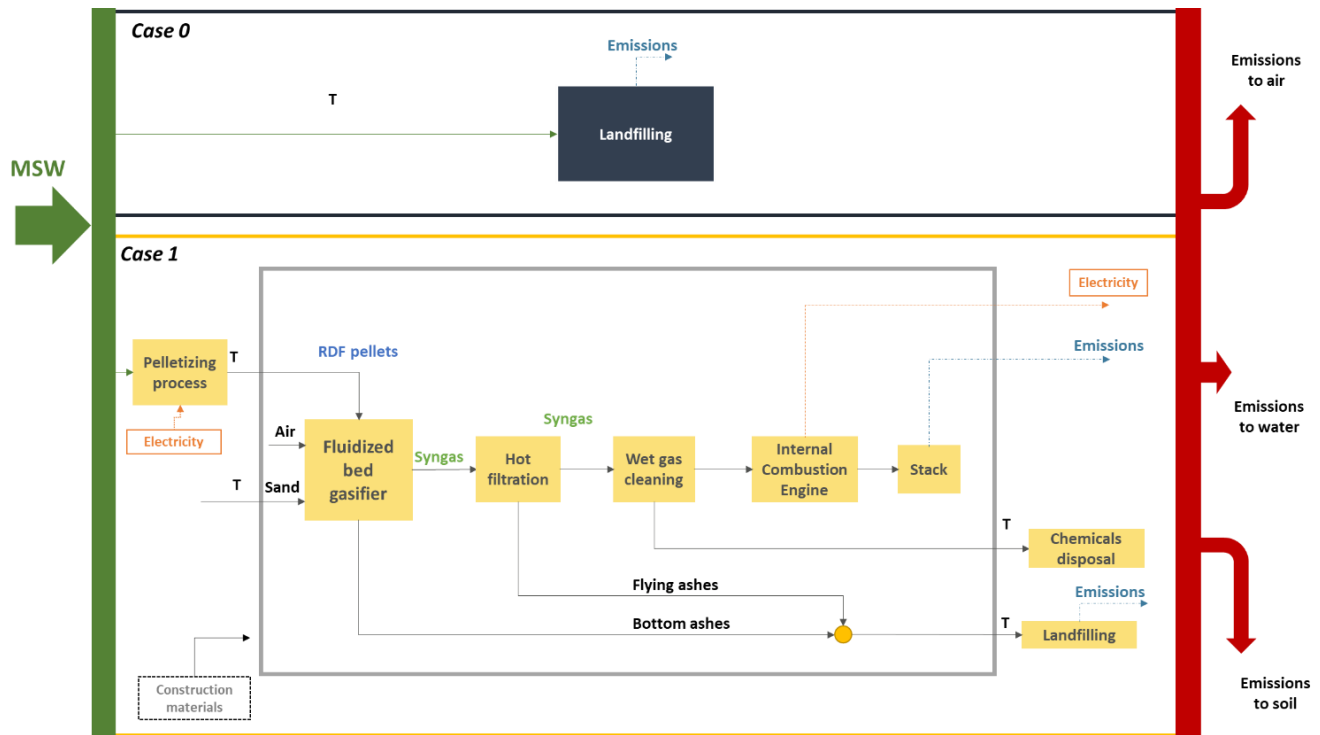 Case 0
Emissions
T
Landfilling
MSW
Emissions
to air
Case 1
Electricity
Emissions
RDF pellets
T
Pelletizing
process
Electricity
Air
Fluidized
bed
gasifier
Syngas
Syngas
Hot
filtration
Wet gas
cleaning
Internal
Combustion
Engine
Stack
T
Sand
Emissions
to water
T
Chemicals
disposal
Flying ashes
Emissions
Bottom ashes
T
Landfilling
Construction
materials
Emissions
to soil